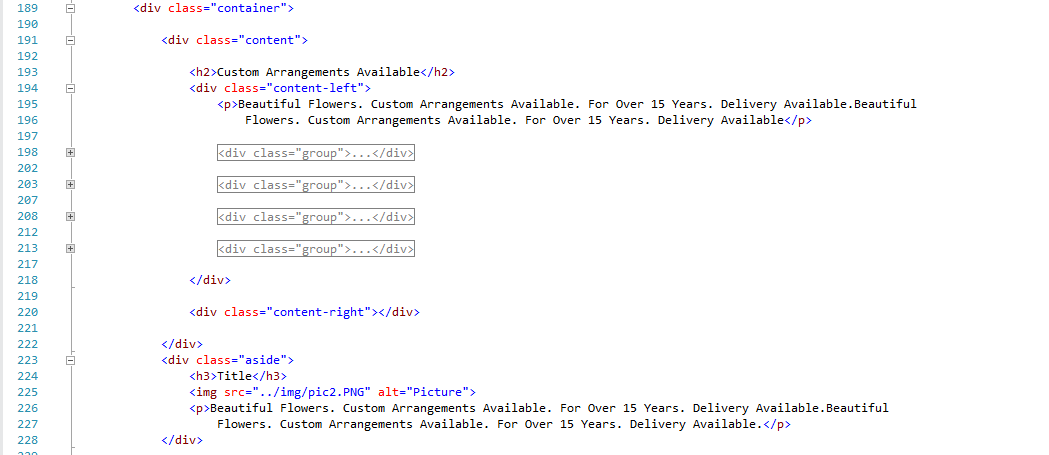 189 <div class="container">
190
191 <div class="content">
192
193 <h2>Custom Arrangements Available</h2>
194 <div class="content-left">
195 <p>Beautiful Flowers. Custom Arrangements Available. For Over 15 Years. Delivery Available.Beautiful
196 Flowers. Custom Arrangements Available. For Over 15 Years. Delivery Available</p>
197
198 <div class="group">...</div>
202
203 <div class="group">...</div>
207
208 <div class="group">...</div>
212
213 <div class="group">...</div>
217
218 </div>
219
220 <div class="content-right"></div>
221
222 </div>
223 <div class="aside">
224 <h3>Title</h3>
225 <img src="../img/pic2.PNG" alt="Picture">
226 <p>Beautiful Flowers. Custom Arrangements Available. For Over 15 Years. Delivery Available.Beautiful
227 Flowers. Custom Arrangements Available. For Over 15 Years. Delivery Available.</p>
228 </div>